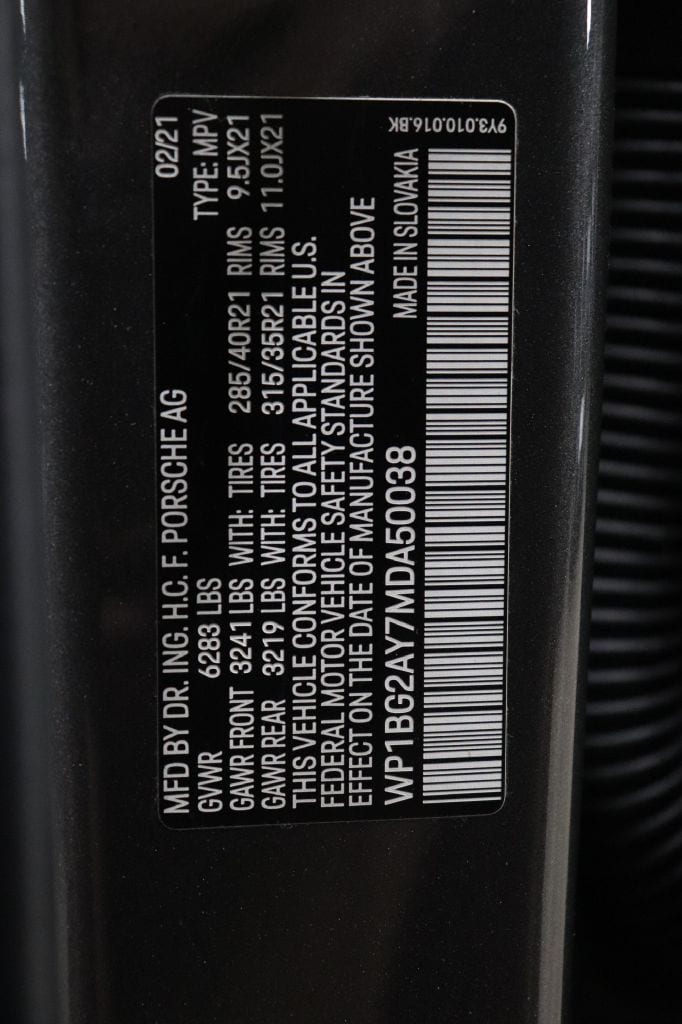 MFD BY DR. ING. H.C. F. PORSCHE AG 02/21
GVWR 6283 LBS TYPE: MPV
GAWR FRONT 3241 LBS WITH: TIRES 285/40R21 RIMS 9.5JX21
GAWR REAR 3219 LBS WITH: TIRES 315/35R21 RIMS 11.0JX21
THIS VEHICLE CONFORMS TO ALL APPLICABLE U.S.
FEDERAL MOTOR VEHICLE SAFETY STANDARDS IN
EFFECT ON THE DATE OF MANUFACTURE SHOWN ABOVE
WP1BG2AY7MDA50038 MADE IN SLOVAKIA
9Y3.010.016.BK